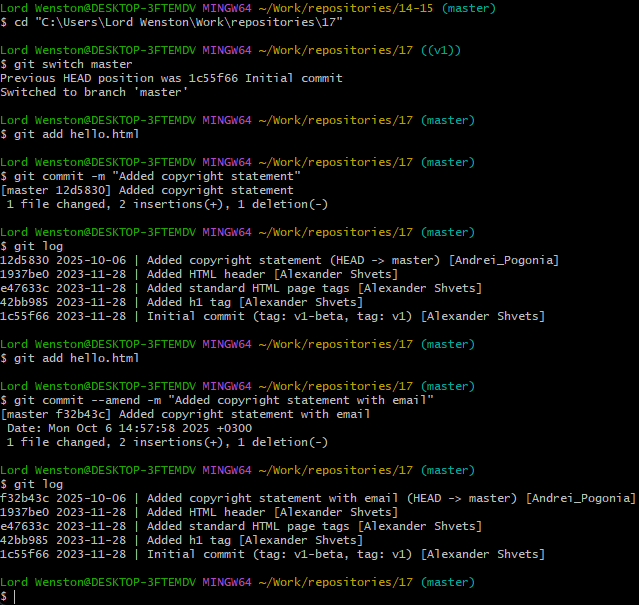 Lord Wenston@DESKTOP-3FTEMDV MINGW64 ~/Work/repositories/14-15 (master)
$ cd "C:\Users\Lord Wenston\Work\repositories\17"
Lord Wenston@DESKTOP-3FTEMDV MINGW64 ~/Work/repositories/17 ((v1))
$ git switch master
Previous HEAD position was 1c55f66 Initial commit
Switched to branch 'master'
Lord Wenston@DESKTOP-3FTEMDV MINGW64 ~/Work/repositories/17 (master)
$ git add hello.html
Lord Wenston@DESKTOP-3FTEMDV MINGW64 ~/Work/repositories/17 (master)
$ git commit -m "Added copyright statement"
[master 12d5830] Added copyright statement
 1 file changed, 2 insertions(+), 1 deletion(-)
Lord Wenston@DESKTOP-3FTEMDV MINGW64 ~/Work/repositories/17 (master)
$ git log
12d5830 2025-10-06 | Added copyright statement (HEAD -> master) [Andrei_Pogonia]
1937be0 2023-11-28 | Added HTML header [Alexander Shvets]
e47633c 2023-11-28 | Added standard HTML page tags [Alexander Shvets]
42bb985 2023-11-28 | Added h1 tag [Alexander Shvets]
1c55f66 2023-11-28 | Initial commit (tag: v1-beta, tag: v1) [Alexander Shvets]
Lord Wenston@DESKTOP-3FTEMDV MINGW64 ~/Work/repositories/17 (master)
$ git add hello.html
Lord Wenston@DESKTOP-3FTEMDV MINGW64 ~/Work/repositories/17 (master)
$ git commit --amend -m "Added copyright statement with email"
[master f32b43c] Added copyright statement with email
 Date: Mon Oct 6 14:57:58 2025 +0300
 1 file changed, 2 insertions(+), 1 deletion(-)
Lord Wenston@DESKTOP-3FTEMDV MINGW64 ~/Work/repositories/17 (master)
$ git log
f32b43c 2025-10-06 | Added copyright statement with email (HEAD -> master) [Andrei_Pogonia]
1937be0 2023-11-28 | Added HTML header [Alexander Shvets]
e47633c 2023-11-28 | Added standard HTML page tags [Alexander Shvets]
42bb985 2023-11-28 | Added h1 tag [Alexander Shvets]
1c55f66 2023-11-28 | Initial commit (tag: v1-beta, tag: v1) [Alexander Shvets]
Lord Wenston@DESKTOP-3FTEMDV MINGW64 ~/Work/repositories/17 (master)
$